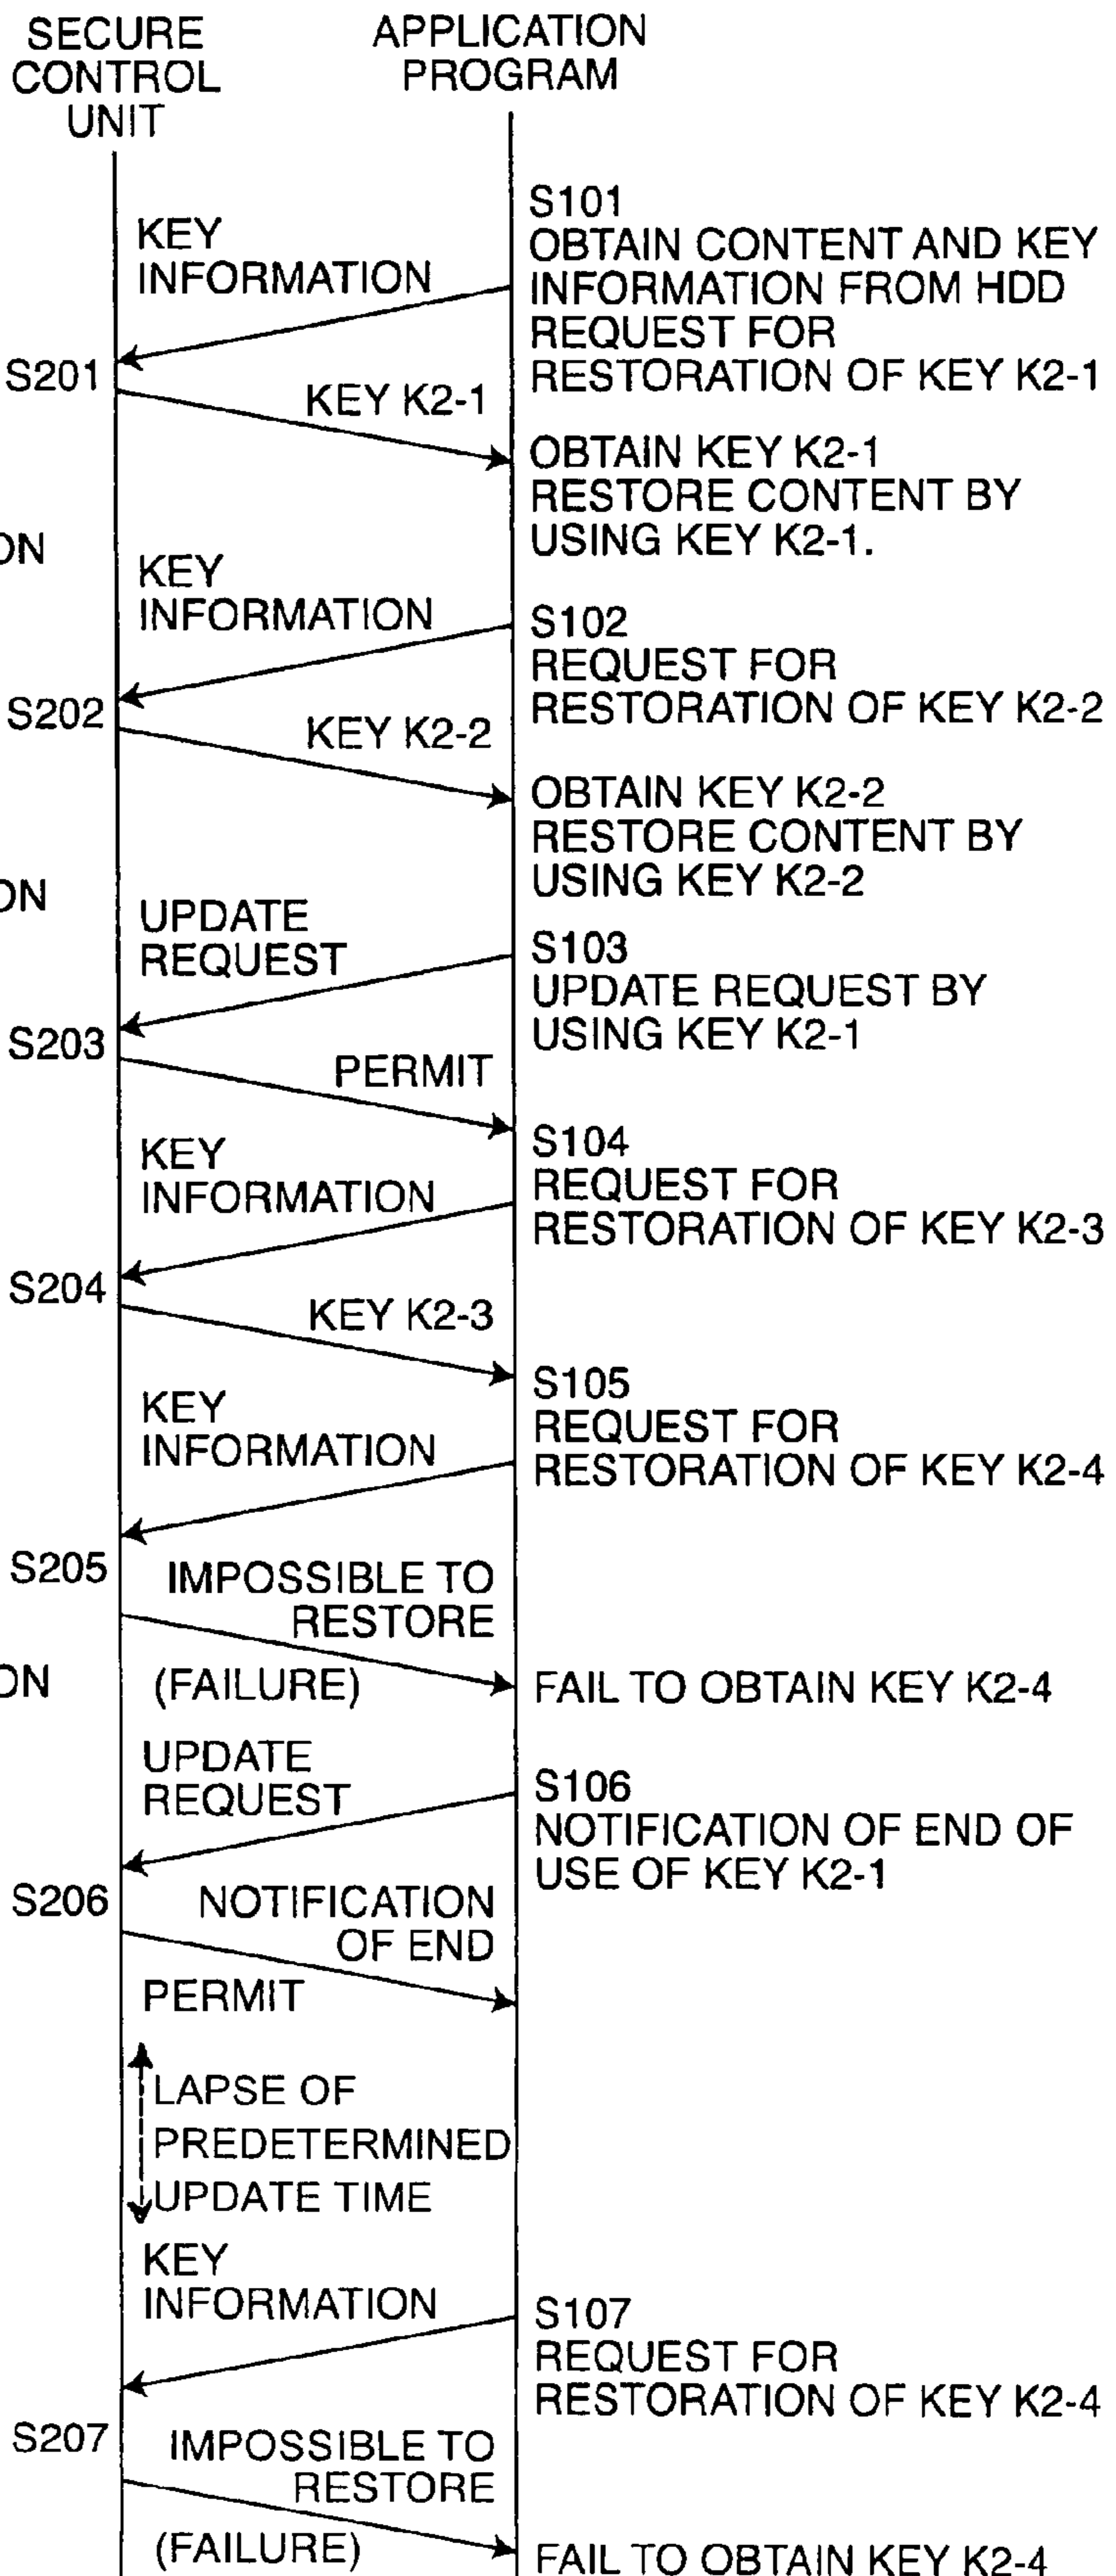 SECURE
CONTROL
UNIT
APPLICATION
PROGRAM
KEY
INFORMATION
S101
OBTAIN CONTENT AND KEY
INFORMATION FROM HDD
REQUEST FOR
RESTORATION OF KEY K2-1
S201
KEY K2-1
OBTAIN KEY K2-1
RESTORE CONTENT BY
USING KEY K2-1.
ON
KEY
INFORMATION
S102
REQUEST FOR
RESTORATION OF KEY K2-2
S202
KEY K2-2
OBTAIN KEY K2-2
RESTORE CONTENT BY
USING KEY K2-2
ON
UPDATE
REQUEST
S103
UPDATE REQUEST BY
USING KEY K2-1
S203
PERMIT
KEY
INFORMATION
S104
REQUEST FOR
RESTORATION OF KEY K2-3
S204
KEY K2-3
KEY
INFORMATION
S105
REQUEST FOR
RESTORATION OF KEY K2-4
S205
IMPOSSIBLE TO
RESTORE
ON
(FAILURE)
FAIL TO OBTAIN KEY K2-4
UPDATE
REQUEST
S106
NOTIFICATION OF END OF
USE OF KEY K2-1
S206
NOTIFICATION
OF END
PERMIT
LAPSE OF
PREDETERMINED
UPDATE TIME
KEY
INFORMATION
S107
REQUEST FOR
RESTORATION OF KEY K2-4
S207
IMPOSSIBLE TO
RESTORE
(FAILURE)
FAIL TO OBTAIN KEY K2-4